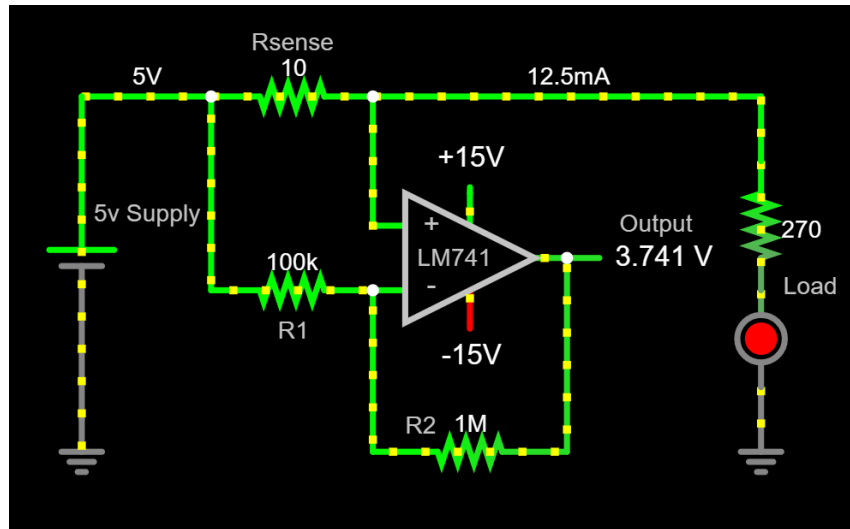 Rsense
10
5V
12.5mA
+15V
5v Supply
+
LM741
-
Output
3.741 V
270
Load
100k
R1
-15V
R2
1M